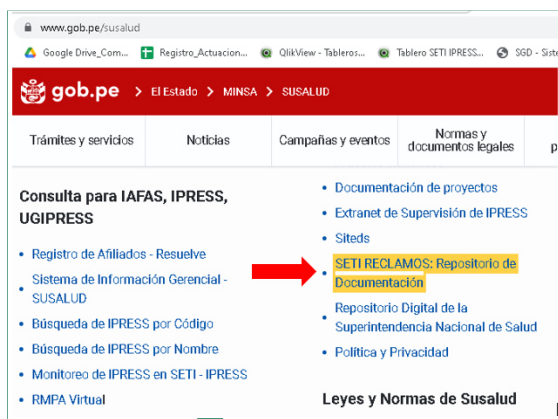 www.gob.pe/susalud
Google Drive_Com... Registro_Actuacion... QlikView - Tableros... Tablero SETI IPRESS... SGD - Siste
gob.pe > El Estado > MINSA > SUSALUD
Trámites y servicios Noticias Campañas y eventos Normas y
documentos legales p
Consulta para IAFAS, IPRESS,
UGIPRESS
• Registro de Afiliados - Resuelve
• Sistema de Información Gerencial -
SUSALUD
• Búsqueda de IPRESS por Código
• Búsqueda de IPRESS por Nombre
• Monitoreo de IPRESS en SETI - IPRESS
• RMPA Virtual
• Documentación de proyectos
• Extranet de Supervisión de IPRESS
• Siteds
• SETI RECLAMOS: Repositorio de
Documentación
• Repositorio Digital de la
Superintendencia Nacional de Salud
• Política y Privacidad
Leyes y Normas de Susalud